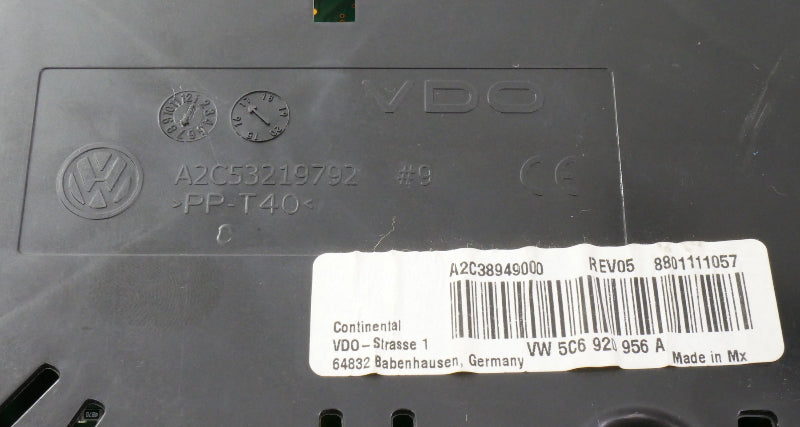 VDO
A2C53219792 #9 CE
>PP-T40<
A2C38949000 REV05 8801111057
Continental
VDO-Strasse 1
64832 Babenhausen, Germany
VW 5C6 920 956 A
Made in Mx